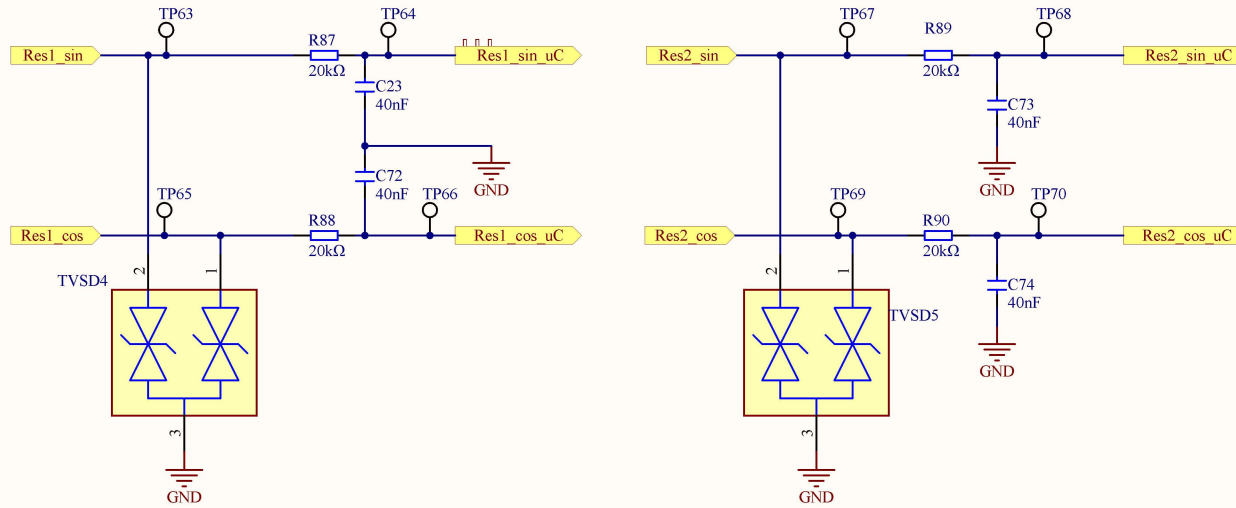 TP63
TP64
TP67
TP68
R87
R89
Res1_sin
Res1_sin_uC
Res2_sin
Res2_sin_uC
20kΩ
20kΩ
C23
40nF
C73
40nF
GND
C72
40nF
GND
TP65
TP66
TP69
TP70
R88
R90
Res1_cos
Res1_cos_uC
Res2_cos
Res2_cos_uC
20kΩ
20kΩ
2
1
2
1
TVSD4
C74
40nF
TVSD5
GND
3
3
GND
GND